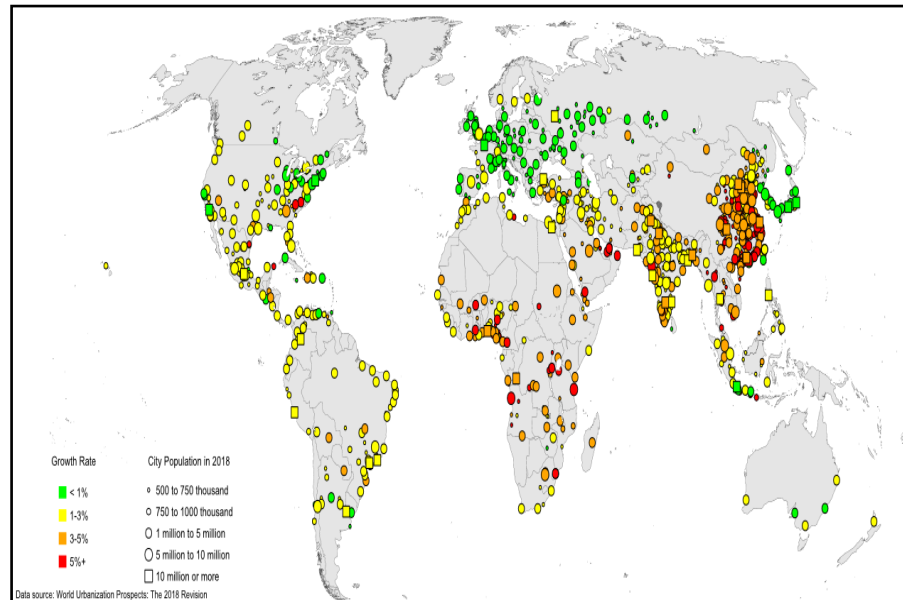 Growth Rate
< 1%
1-3%
3-5%
5%+
City Population in 2018
500 to 750 thousand
750 to 1000 thousand
1 million to 5 million
5 million to 10 million
10 million or more
Data source: World Urbanization Prospects: The 2018 Revision